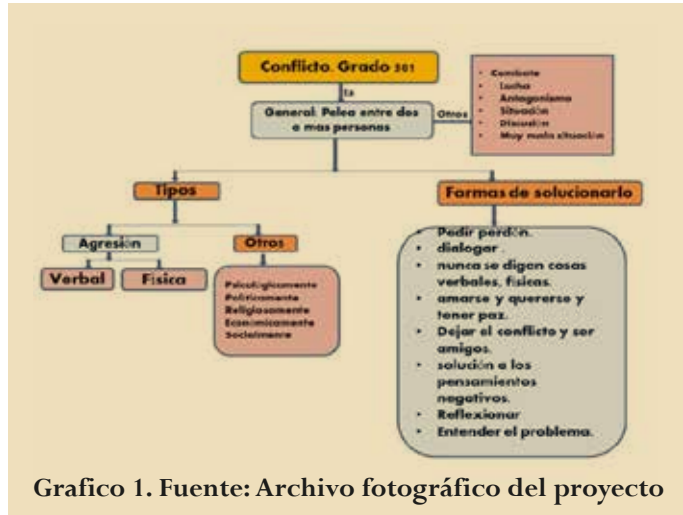 Conflicto. Grado 501
Es
General: Pelea entre dos
o mas personas
Otros
• Combate
• Lucha
• Antagonismo
• Situación
• Discusión
• Muy mala situación
Tipos
Agresión
Verbal
Física
Otros
Psicológicamente
Políticamente
Religiosamente
Económicamente
Socialmente
Formas de solucionarlo
• Pedir perdón.
• dialogar .
• nunca se digan cosas
verbales, físicas.
• amarse y quererse y
tener paz.
• Dejar el conflicto y ser
amigos.
• solución a los
pensamientos
negativos.
• Reflexionar
• Entender el problema.
Grafico 1. Fuente: Archivo fotográfico del proyecto